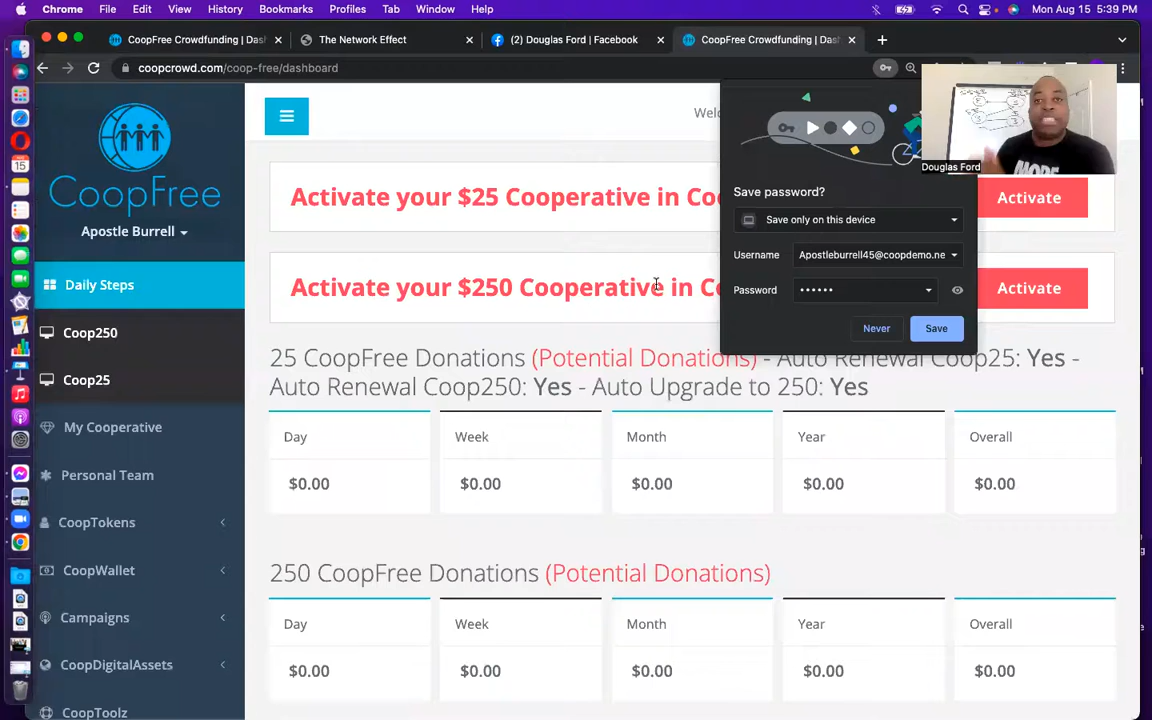 Chrome File Edit View History Bookmarks Profiles Tab Window Help Mon Aug 15 5:39 PM
CoopFree Crowdfunding | Das × The Network Effect × (2) Douglas Ford | Facebook × CoopFree Crowdfunding | Das × +
coopcrowd.com/coop-free/dashboard
CoopFree
Apostle Burrell
Daily Steps
Coop250
Coop25
My Cooperative
Personal Team
CoopTokens
CoopWallet
Campaigns
CoopDigitalAssets
CoopToolz
15
Welc
Activate your $25 Cooperative in Co
Activate
Activate your $250 Cooperative in Co
Activate
Douglas Ford
MORE
Save password?
Save only on this device
Username Apostleburrell45@coopdemo.ne
Password ••••••
Never Save
25 CoopFree Donations (Potential Donations) - Auto Renewal Coop25: Yes -
Auto Renewal Coop250: Yes - Auto Upgrade to 250: Yes
Day Week Month Year Overall
$0.00 $0.00 $0.00 $0.00 $0.00
250 CoopFree Donations (Potential Donations)
Day Week Month Year Overall
$0.00 $0.00 $0.00 $0.00 $0.00